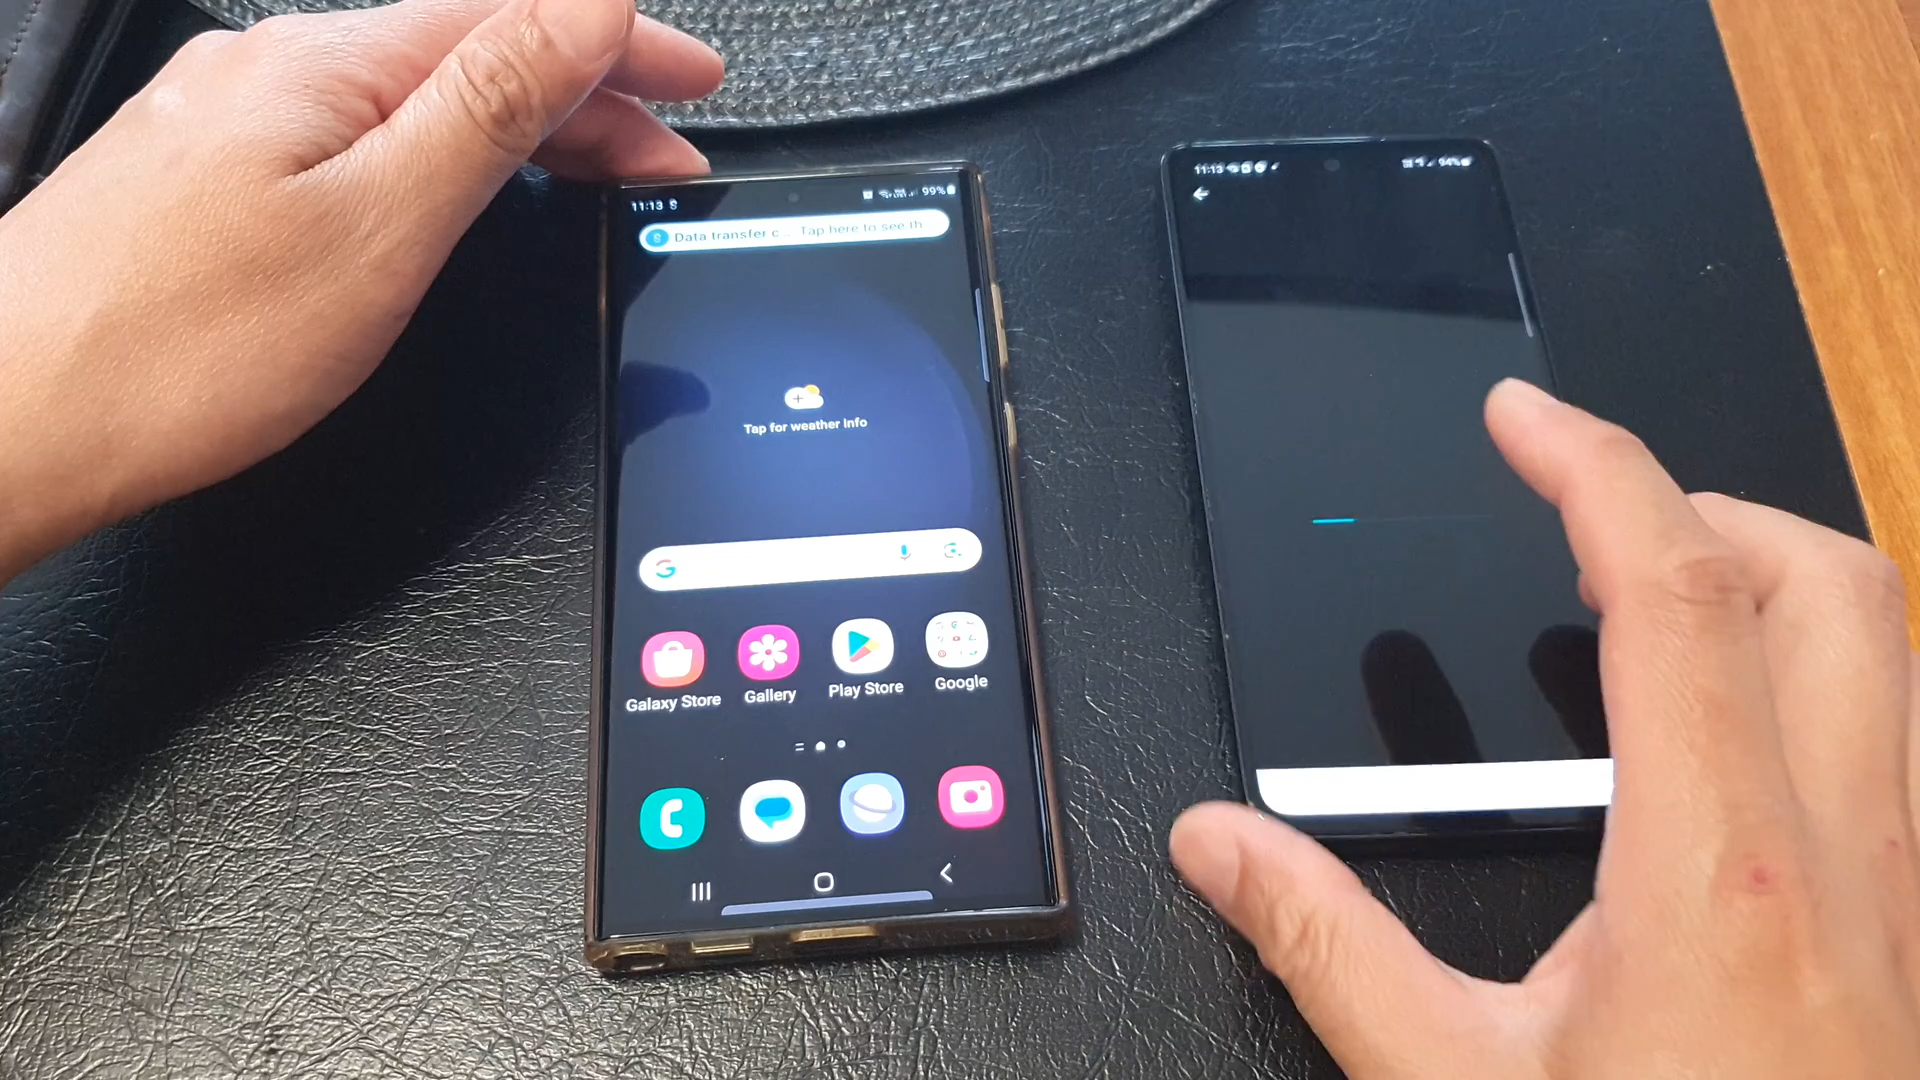 11:13
99%
Data transfer c... Tap here to see th
Tap for weather info
G
Galaxy Store
Gallery
Play Store
Google
11:13
94%